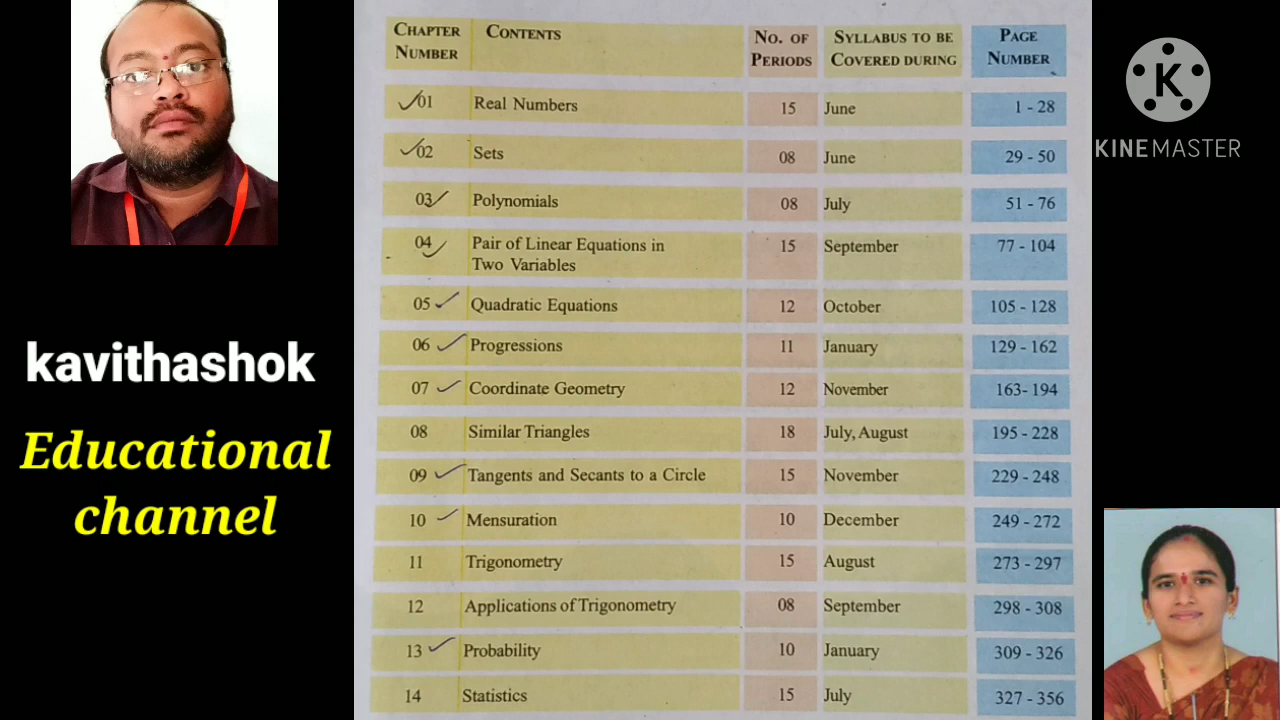 CHAPTER NUMBER CONTENTS NO. OF PERIODS SYLLABUS TO BE COVERED DURING PAGE NUMBER
01 Real Numbers 15 June 1 - 28
02 Sets 08 June 29 - 50
03 Polynomials 08 July 51 - 76
04 Pair of Linear Equations in 15 September 77 - 104
Two Variables
05 Quadratic Equations 12 October 105 - 128
06 Progressions 11 January 129 - 162
07 Coordinate Geometry 12 November 163- 194
08 Similar Triangles 18 July, August 195 - 228
09 Tangents and Secants to a Circle 15 November 229 - 248
10 Mensuration 10 December 249 - 272
11 Trigonometry 15 August 273 - 297
12 Applications of Trigonometry 08 September 298 - 308
13 Probability 10 January 309 - 326
14 Statistics 15 July 327 - 356
kavithashok
Educational
channel
K
KINEMASTER